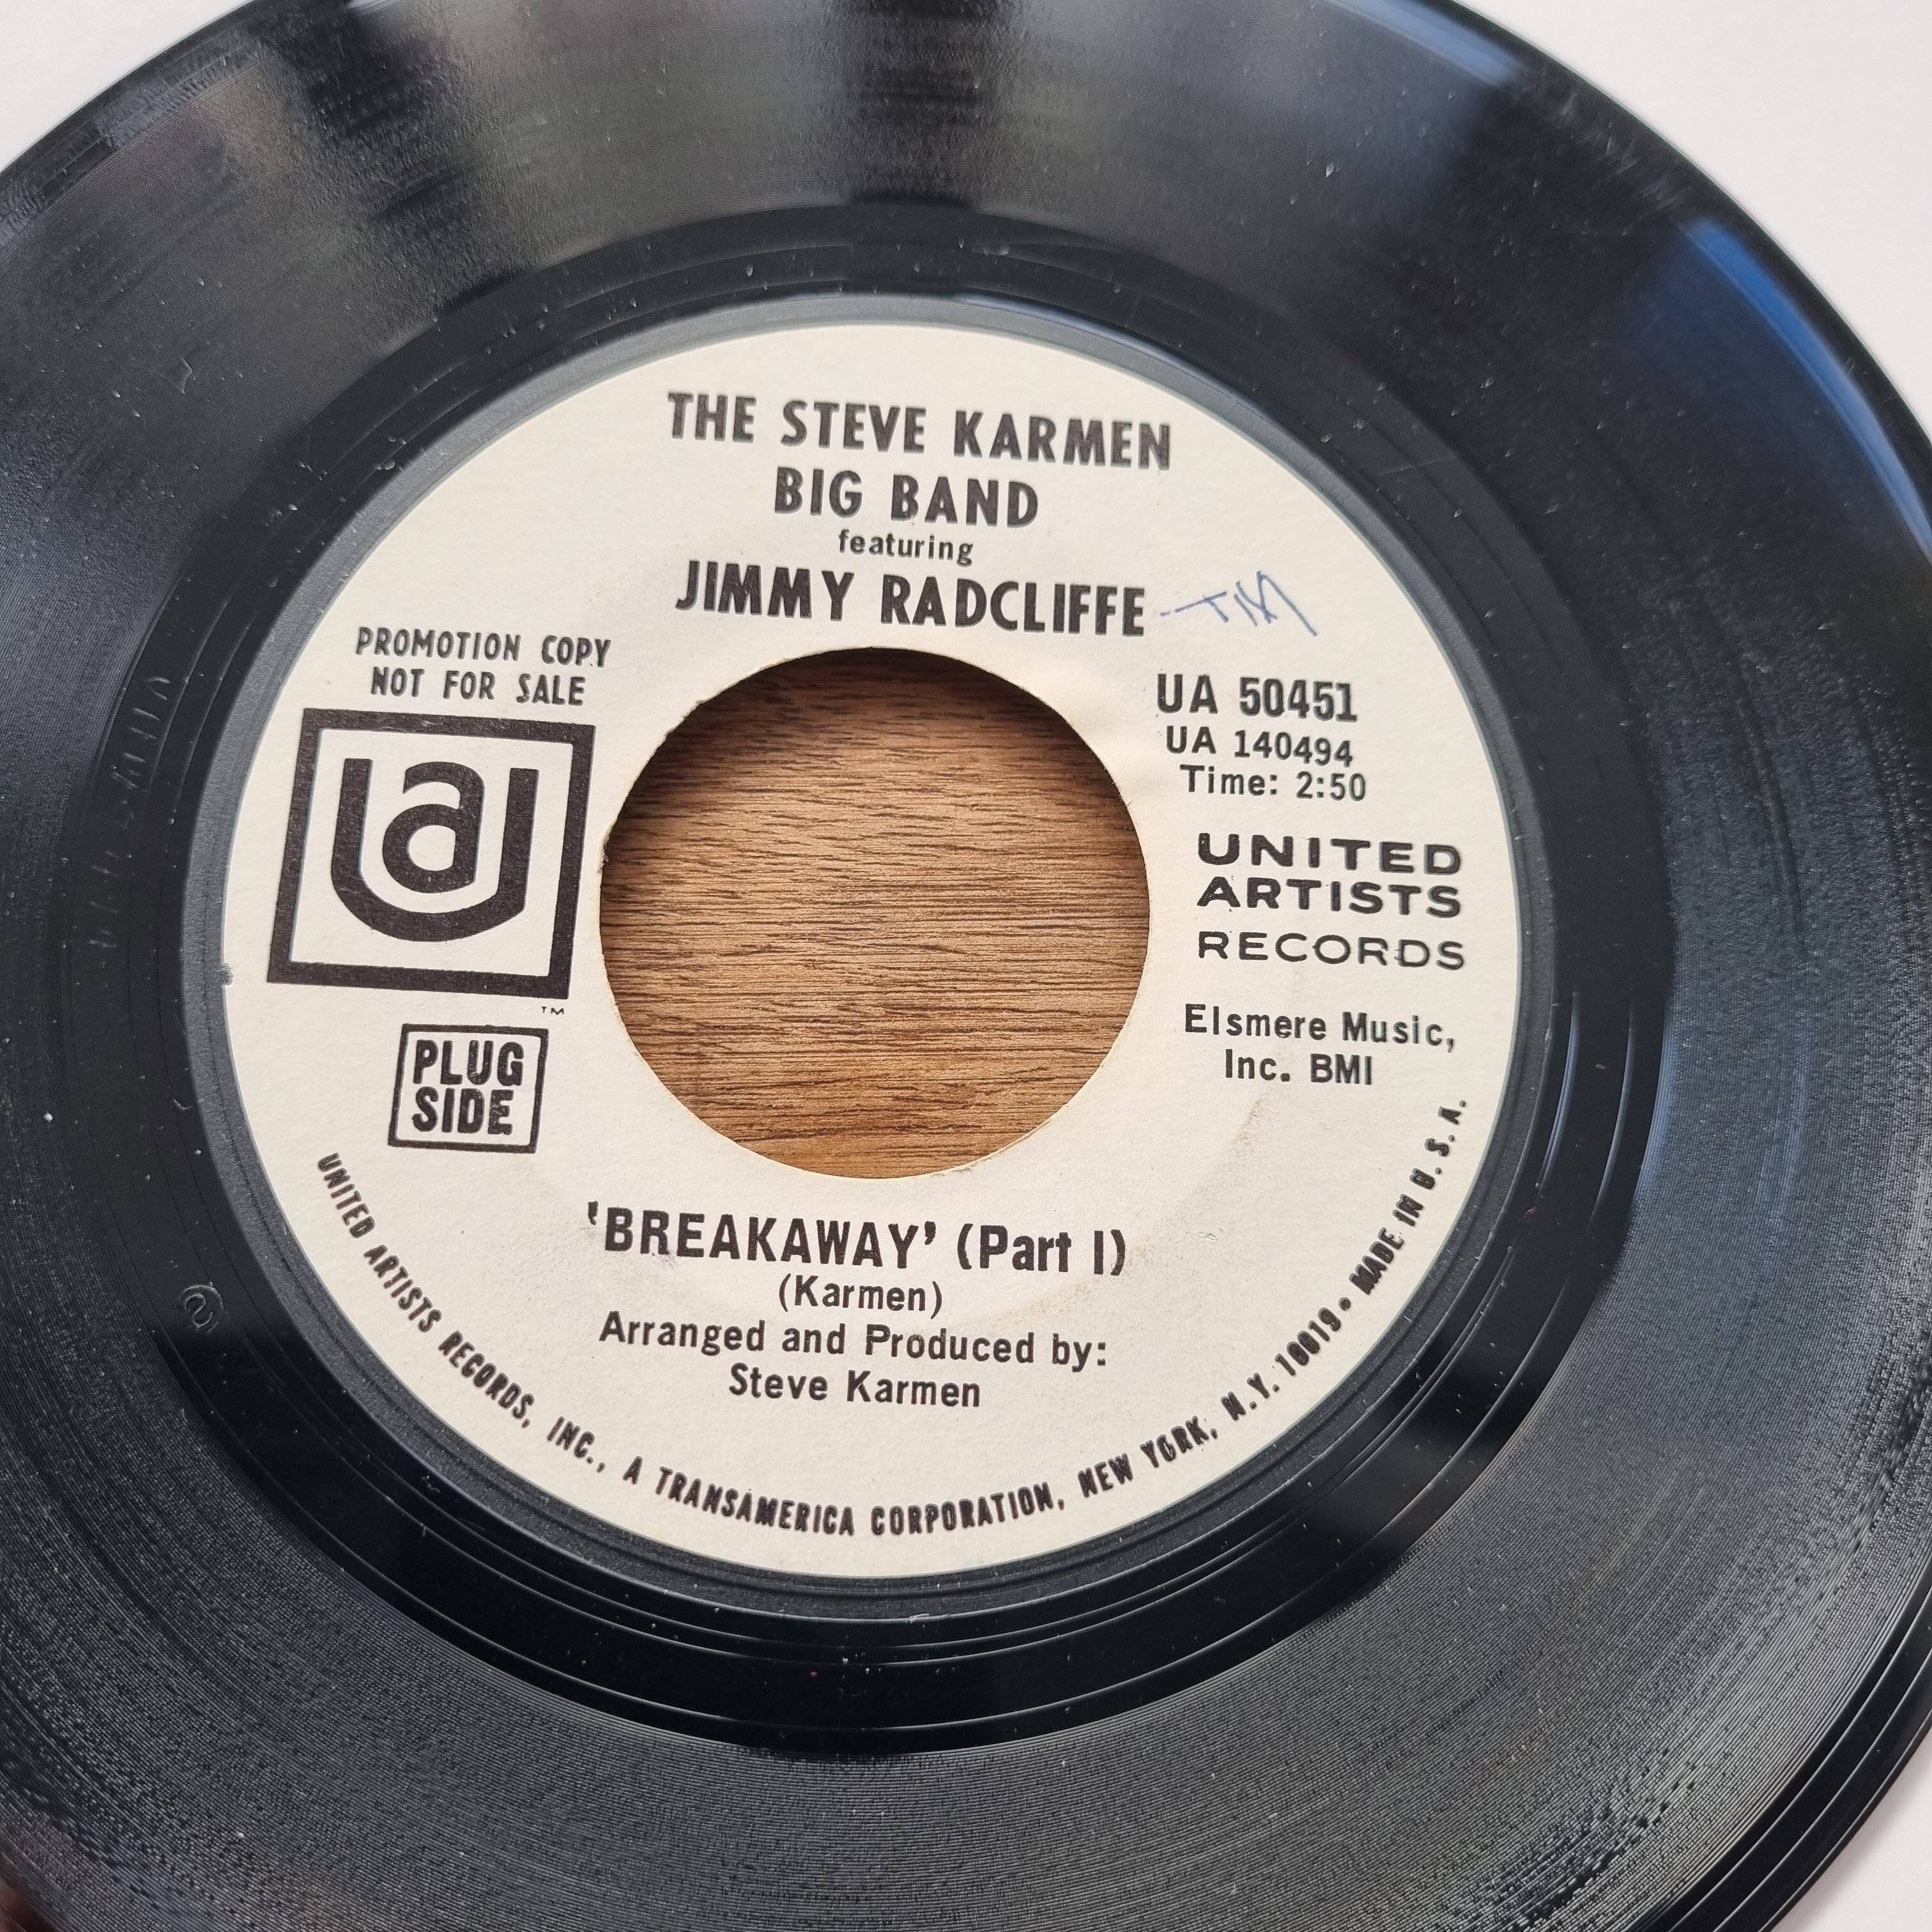 THE STEVE KARMEN
BIG BAND
featuring
JIMMY RADCLIFFE
PROMOTION COPY
NOT FOR SALE
ua
TM
PLUG
SIDE
UA 50451
UA 140494
Time: 2:50
UNITED
ARTISTS
RECORDS
Elsmere Music,
Inc. BMI
'BREAKAWAY' (Part I)
(Karmen)
Arranged and Produced by:
Steve Karmen
UNITED ARTISTS RECORDS, INC., A TRANSAMERICA CORPORATION, NEW YORK, N.Y. 10019 • MADE IN U.S.A.